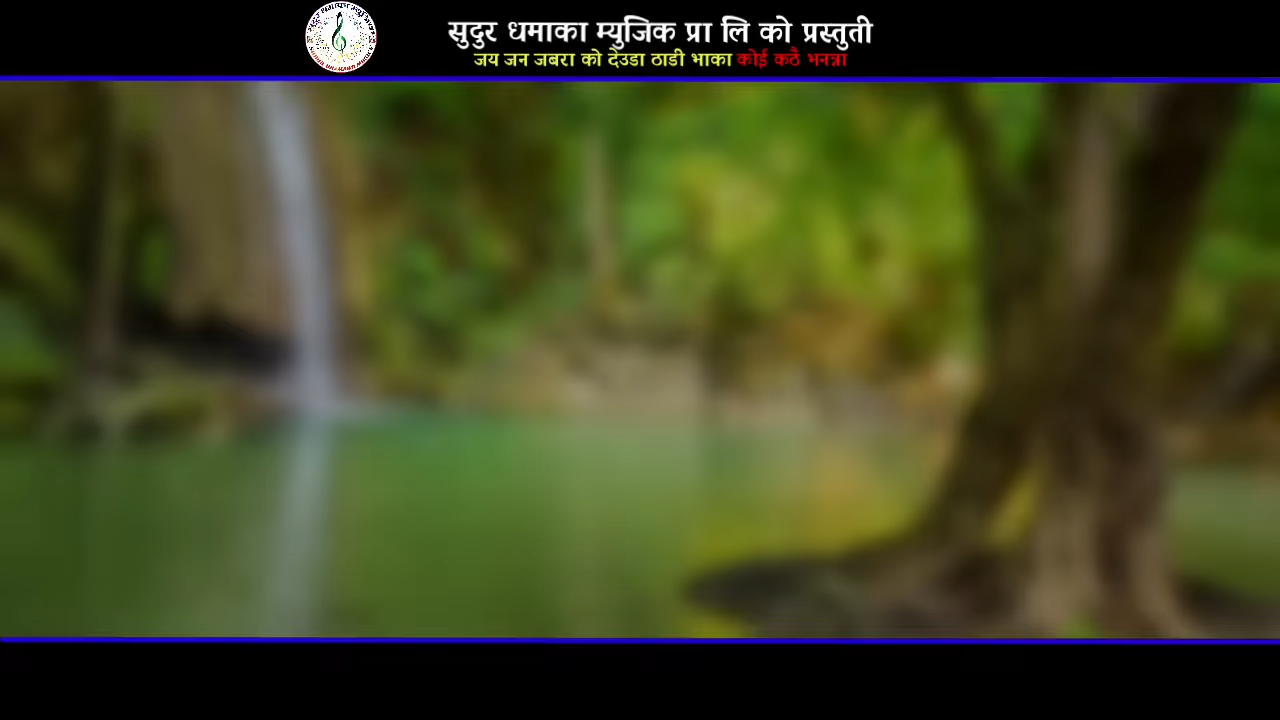 सुदुर धमाका म्युजिक प्रा लि को प्रस्तुती
जय जन जबरा को देउडा ठाडी भाका कोई कठै भनन्ना